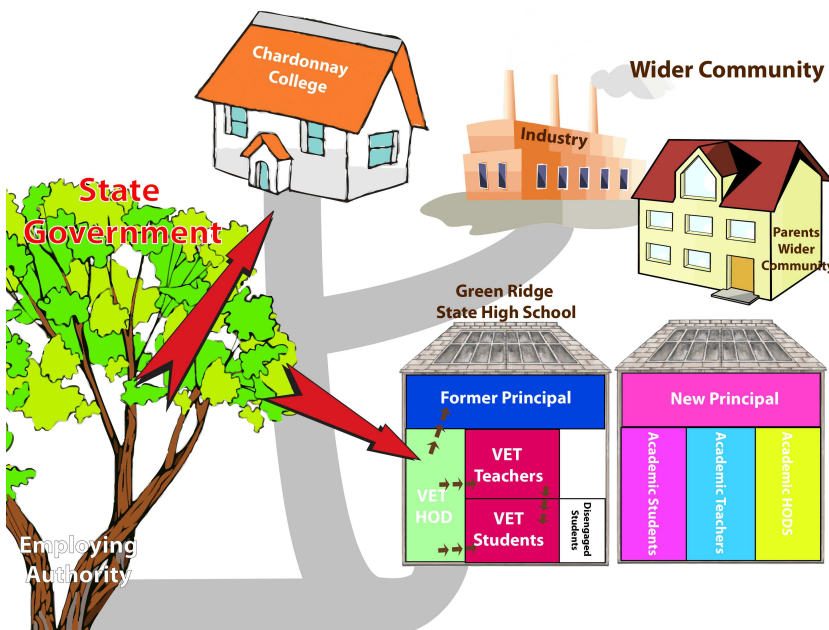 Chardonnay
College
Wider Community
Industry
State
Government
Parents
Wider
Community
Green Ridge
State High School
Former Principal
New Principal
VET
Teachers
VET
HOD
VET
Students
Disengaged
Students
Academic Students
Academic Teachers
Academic HODS
Employing
Authority